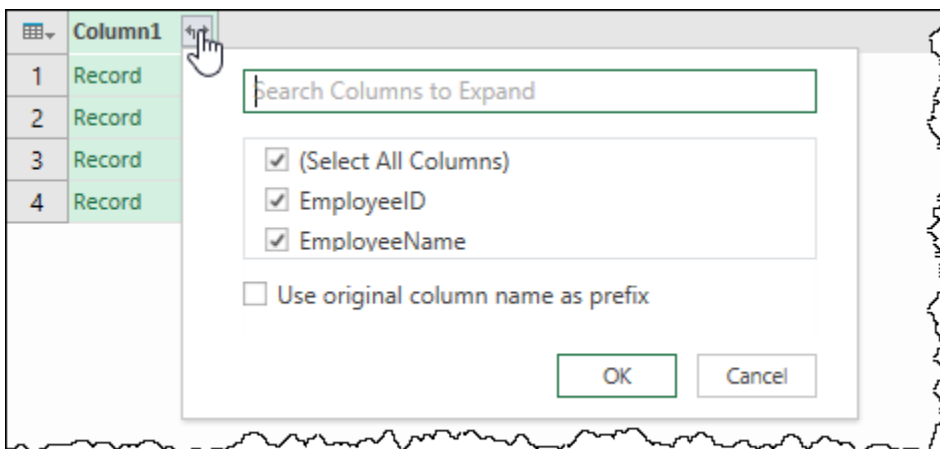 Column1
1 Record
2 Record
3 Record
4 Record
Search Columns to Expand
(Select All Columns)
EmployeeID
EmployeeName
Use original column name as prefix
OK Cancel